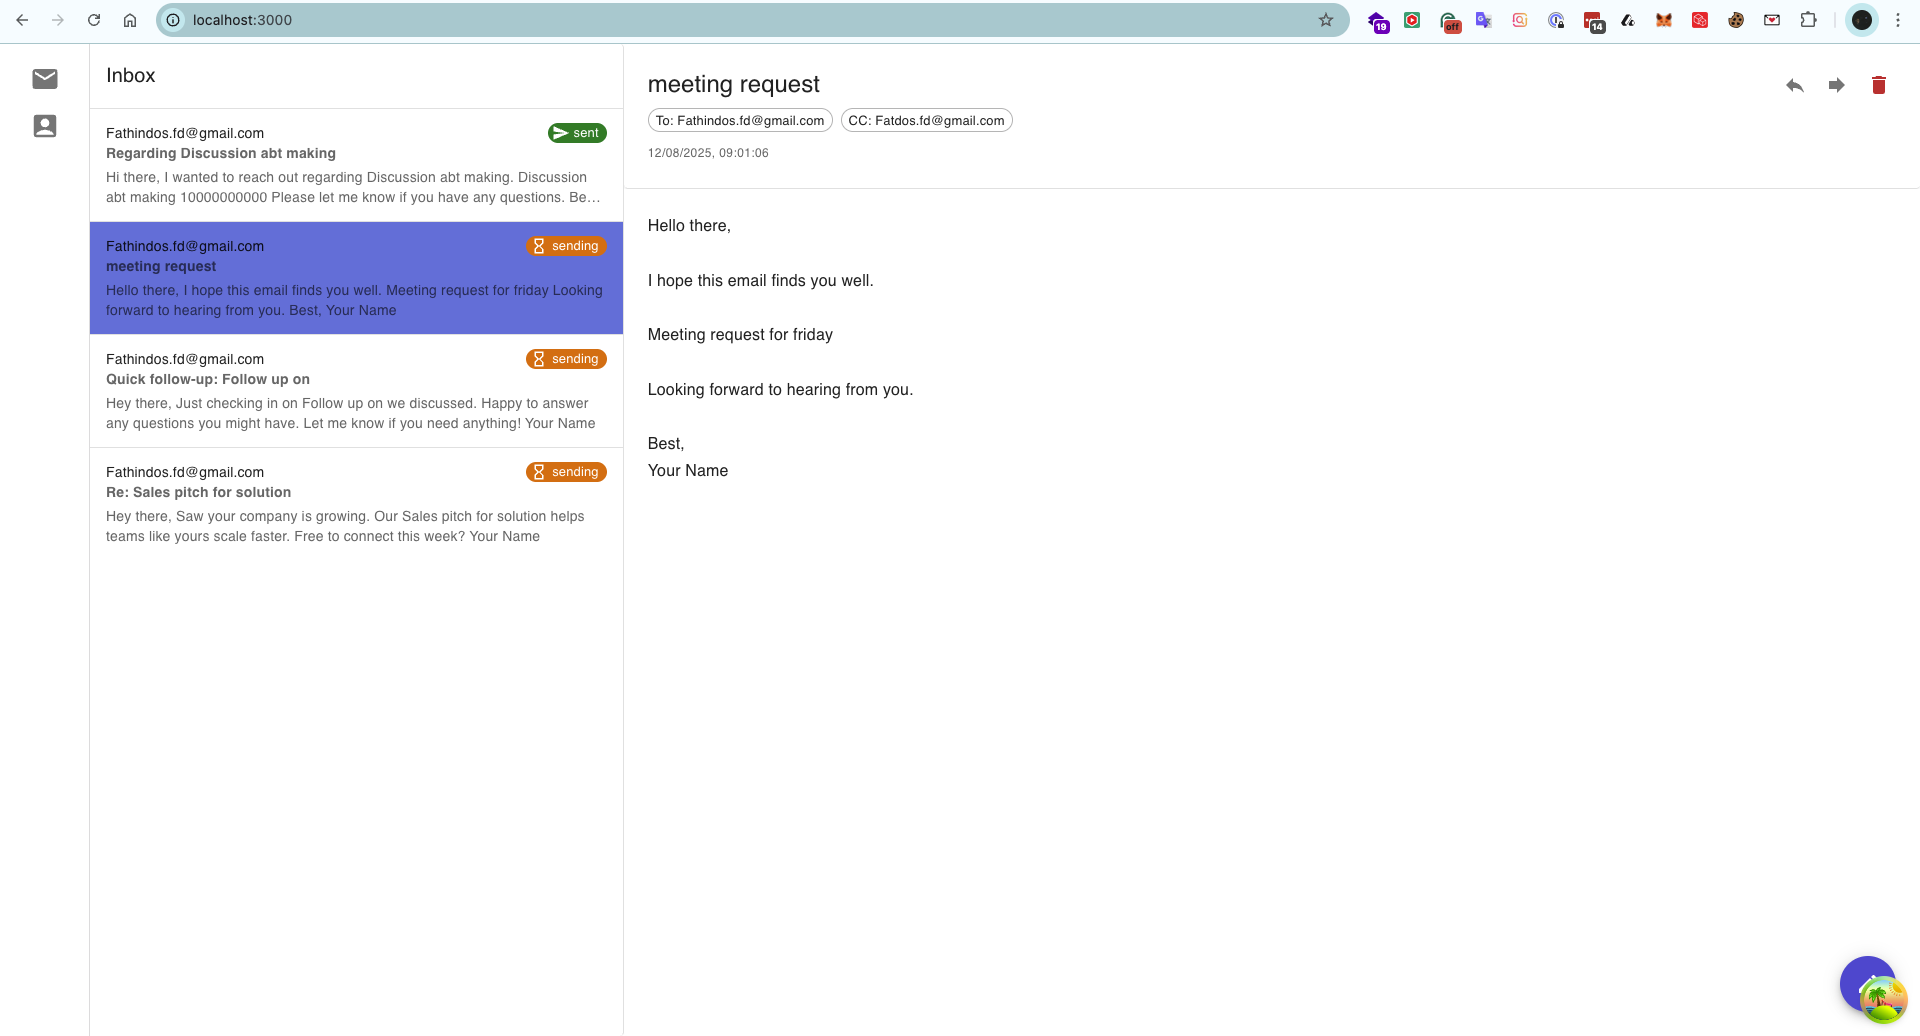 localhost:3000
19
off
14
Inbox
Fathindos.fd@gmail.com
sent
Regarding Discussion abt making
Hi there, I wanted to reach out regarding Discussion abt making. Discussion
abt making 10000000000 Please let me know if you have any questions. Be…
Fathindos.fd@gmail.com
sending
meeting request
Hello there, I hope this email finds you well. Meeting request for friday Looking
forward to hearing from you. Best, Your Name
Fathindos.fd@gmail.com
sending
Quick follow-up: Follow up on
Hey there, Just checking in on Follow up on we discussed. Happy to answer
any questions you might have. Let me know if you need anything! Your Name
Fathindos.fd@gmail.com
sending
Re: Sales pitch for solution
Hey there, Saw your company is growing. Our Sales pitch for solution helps
teams like yours scale faster. Free to connect this week? Your Name
meeting request
To: Fathindos.fd@gmail.com
CC: Fatdos.fd@gmail.com
12/08/2025, 09:01:06
Hello there,
I hope this email finds you well.
Meeting request for friday
Looking forward to hearing from you.
Best,
Your Name